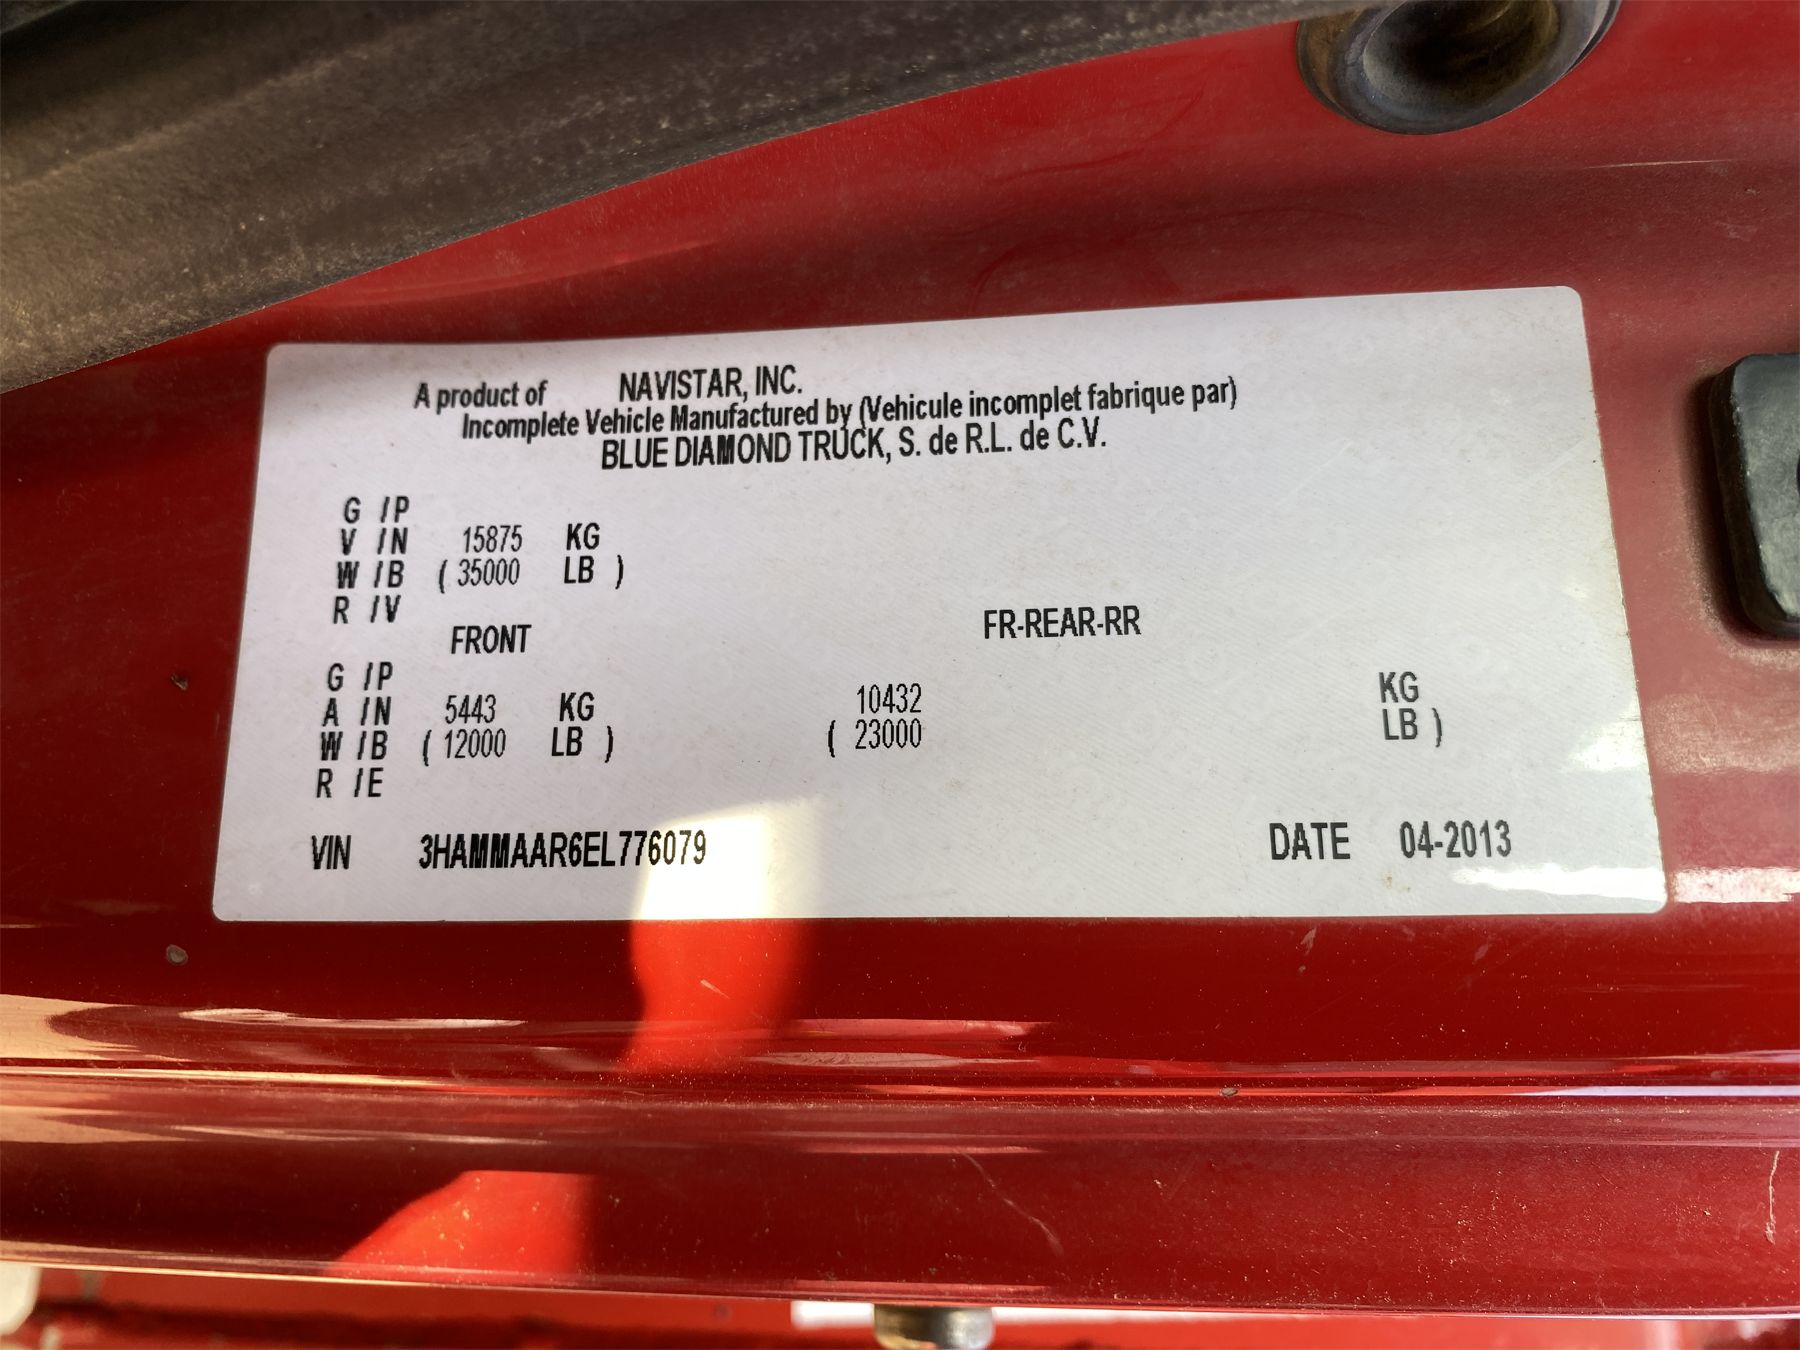 A product of NAVISTAR, INC.
Incomplete Vehicle Manufactured by (Vehicule incomplet fabrique par)
BLUE DIAMOND TRUCK, S. de R.L. de C.V.
G /P
V /N 15875 KG
W /B ( 35000 LB )
R /V
FRONT FR-REAR-RR
G /P
A /N 5443 KG 10432 KG
W /B ( 12000 LB ) ( 23000 LB )
R /E
VIN 3HAMMAAR6EL776079 DATE 04-2013